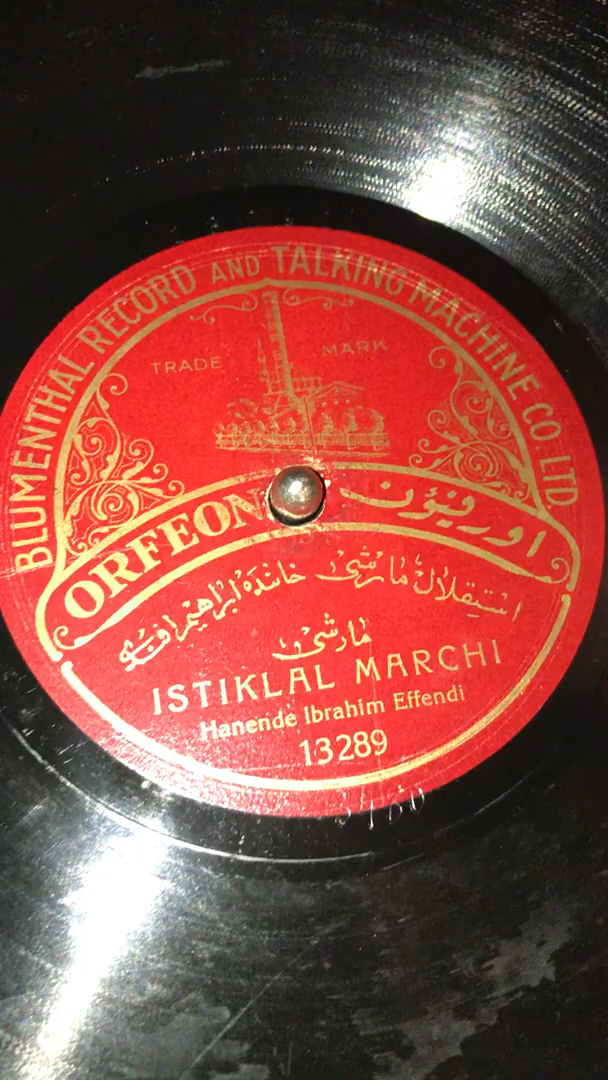 BLUMENTHAL RECORD AND TALKING MACHINE CO. LTD.
TRADE MARK
ORFEON اورفئون
استقلال مارشی خاننده ابراهیم افندی
مارشی
ISTIKLAL MARCHI
Hanende Ibrahim Effendi
13289